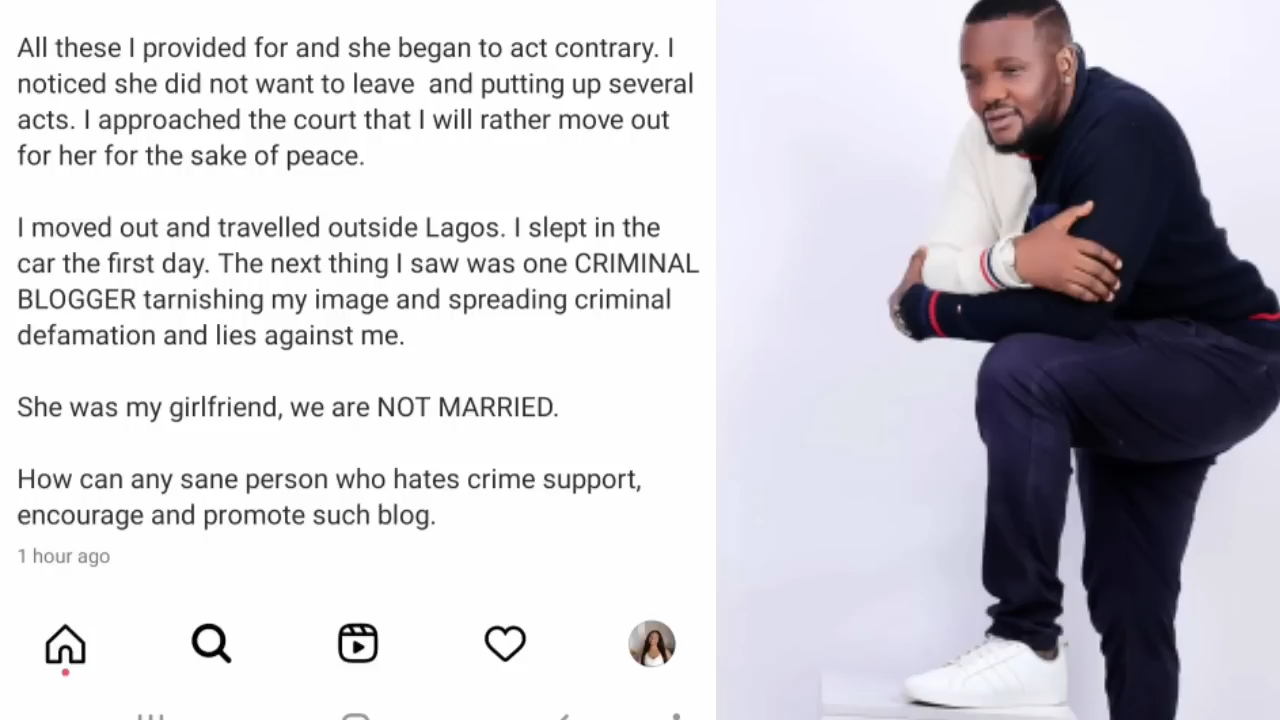 All these I provided for and she began to act contrary. I
noticed she did not want to leave  and putting up several
acts. I approached the court that I will rather move out
for her for the sake of peace.
I moved out and travelled outside Lagos. I slept in the
car the first day. The next thing I saw was one CRIMINAL
BLOGGER tarnishing my image and spreading criminal
defamation and lies against me.
She was my girlfriend, we are NOT MARRIED.
How can any sane person who hates crime support,
encourage and promote such blog.
1 hour ago